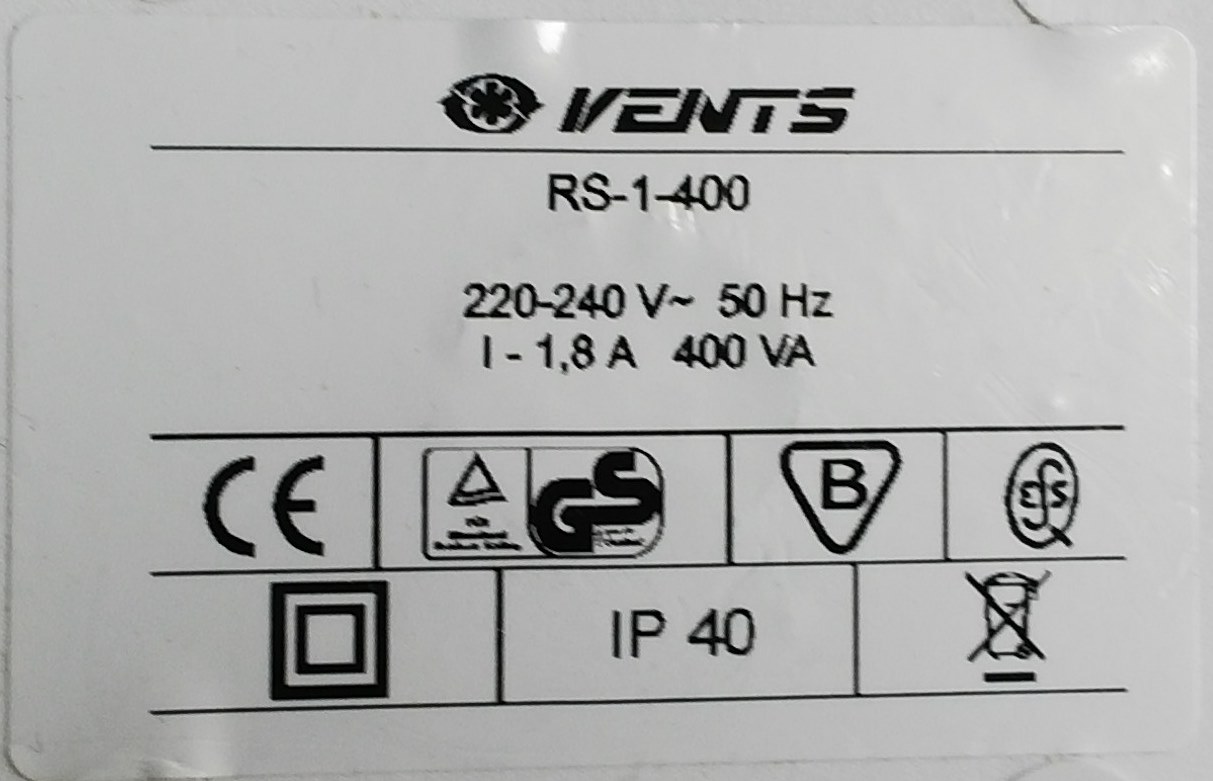 VENTS
RS-1-400
220-240 V~ 50 Hz
I - 1,8 A 400 VA
CE
GS
B
IP 40